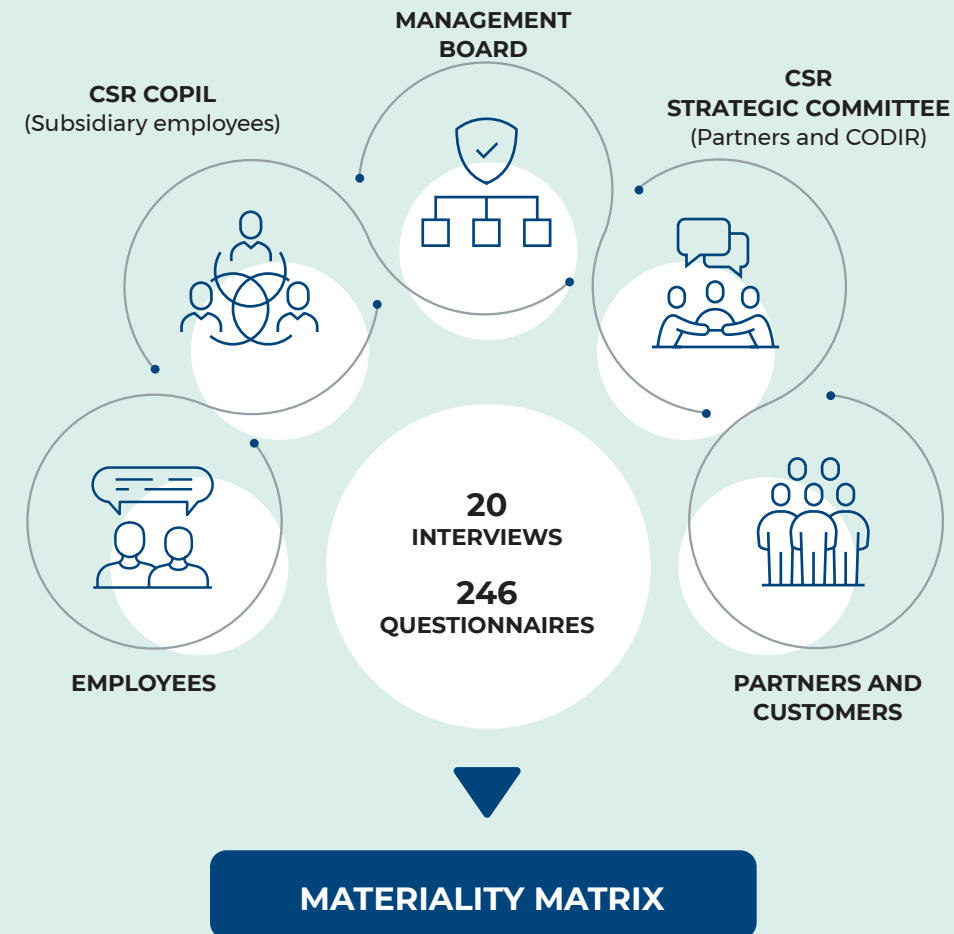 MANAGEMENT
BOARD
CSR COPIL
(Subsidiary employees)
CSR
STRATEGIC COMMITTEE
(Partners and CODIR)
20
INTERVIEWS
246
QUESTIONNAIRES
EMPLOYEES
PARTNERS AND
CUSTOMERS
MATERIALITY MATRIX